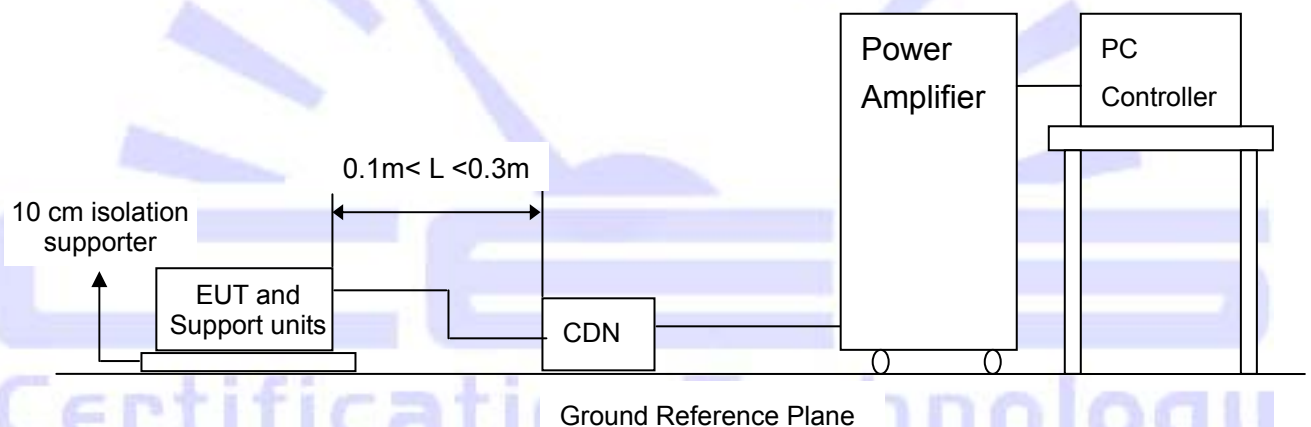 Power
Amplifier
PC
Controller
0.1m< L <0.3m
10 cm isolation
supporter
EUT and
Support units
CDN
Ground Reference Plane